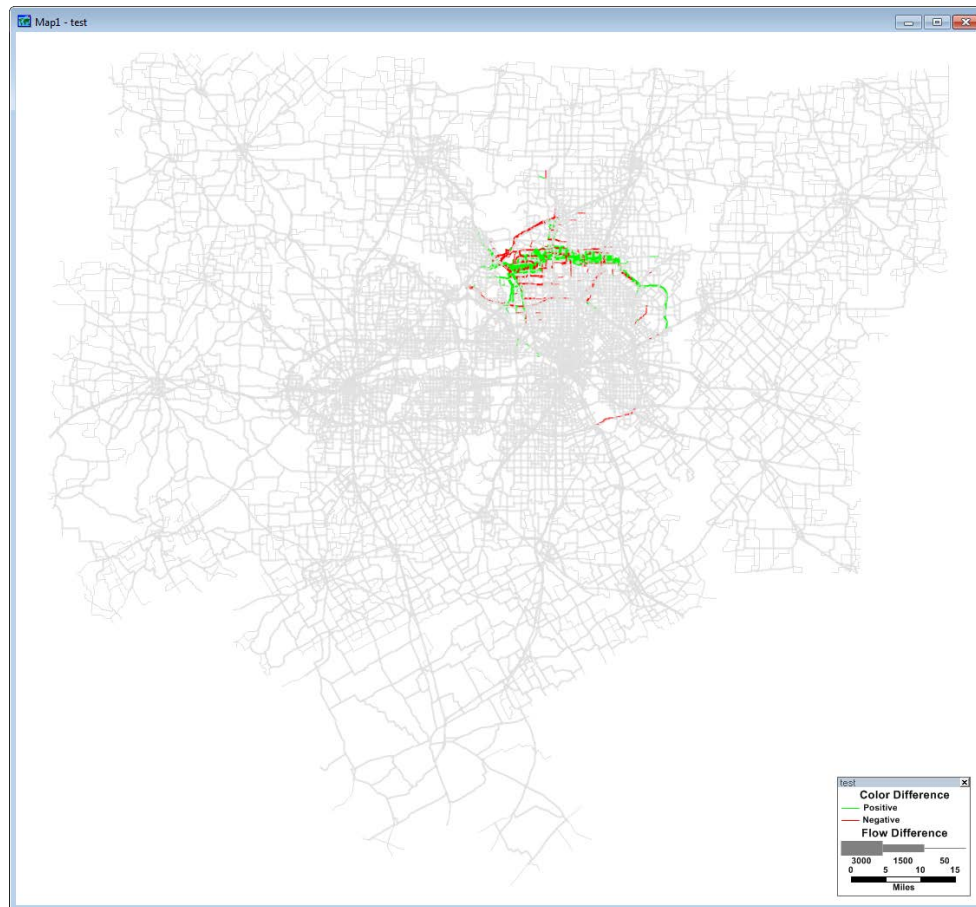 Map1 - test
test
Color Difference
Positive
Negative
Flow Difference
3000 1500 50
0 5 10 15
Miles